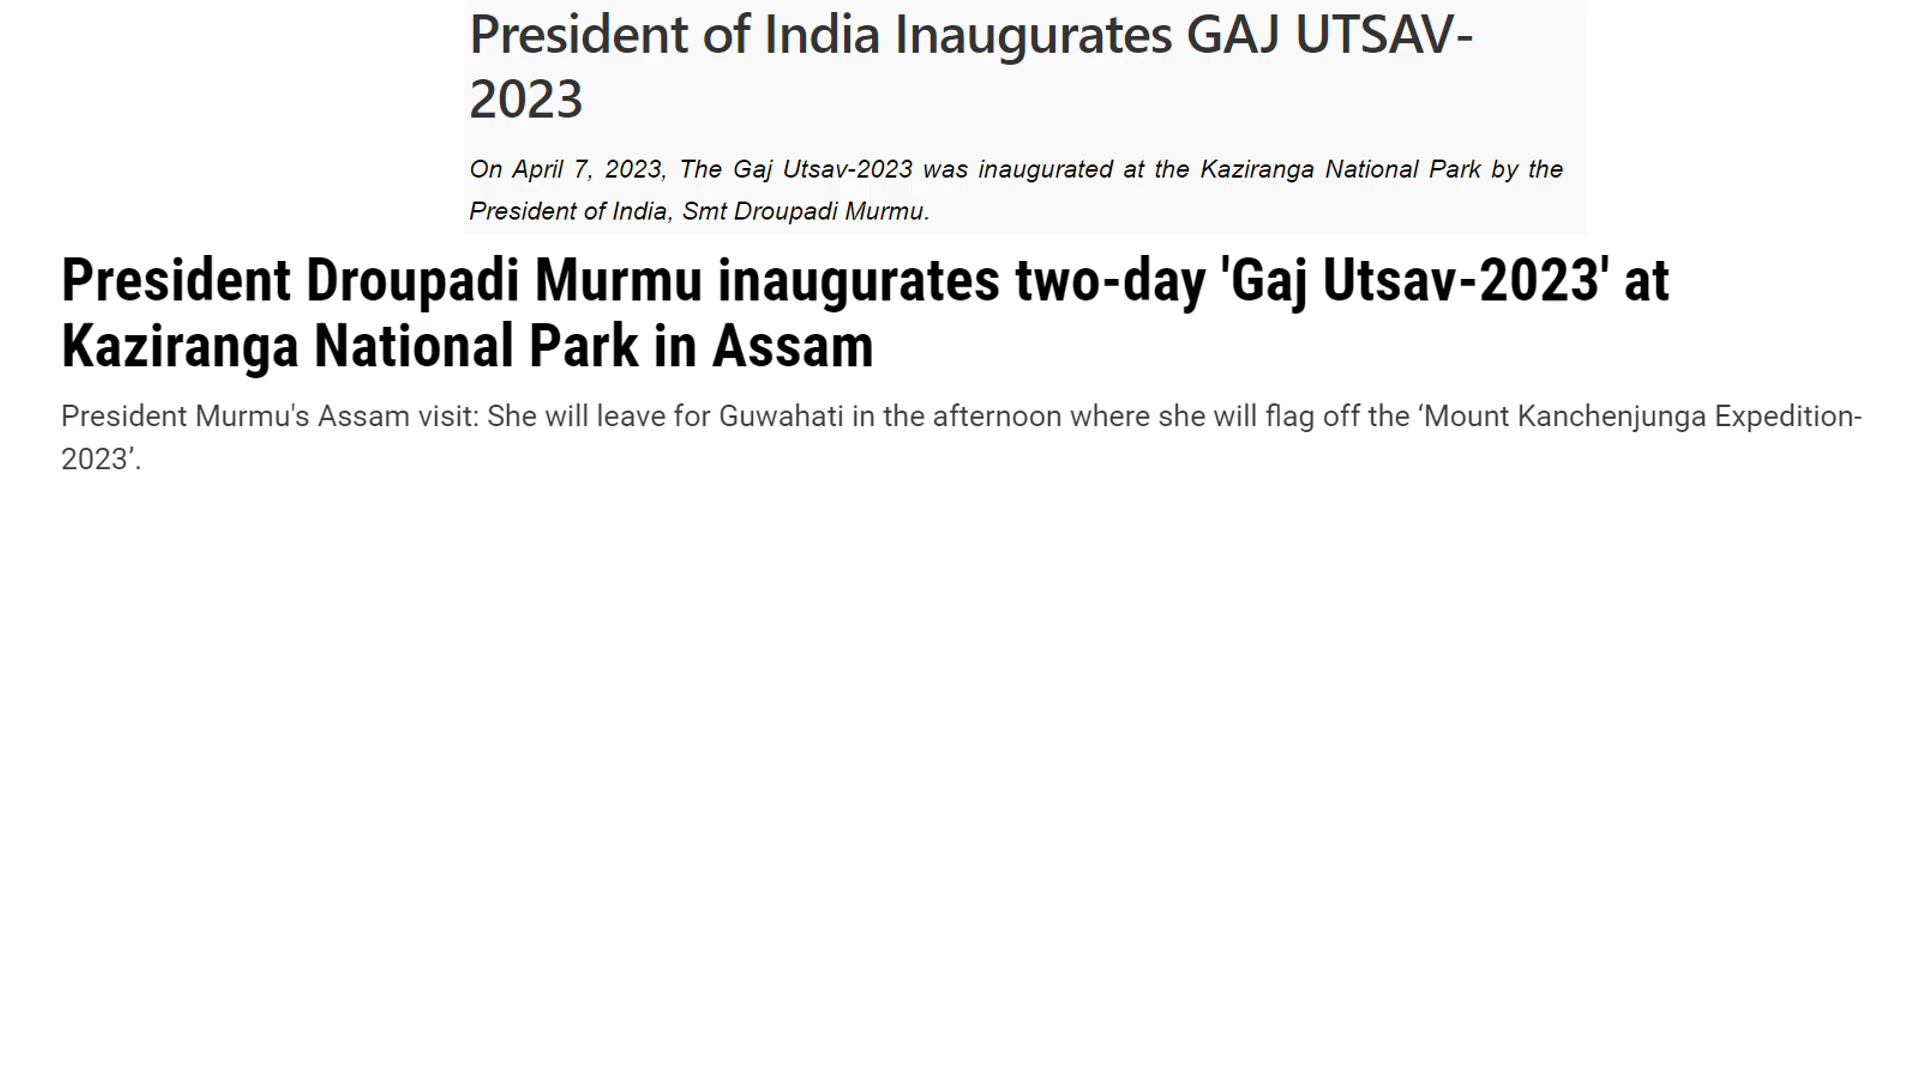 President of India Inaugurates GAJ UTSAV-
2023
On April 7, 2023, The Gaj Utsav-2023 was inaugurated at the Kaziranga National Park by the
President of India, Smt Droupadi Murmu.
President Droupadi Murmu inaugurates two-day 'Gaj Utsav-2023' at
Kaziranga National Park in Assam
President Murmu's Assam visit: She will leave for Guwahati in the afternoon where she will flag off the ‘Mount Kanchenjunga Expedition-
2023’.